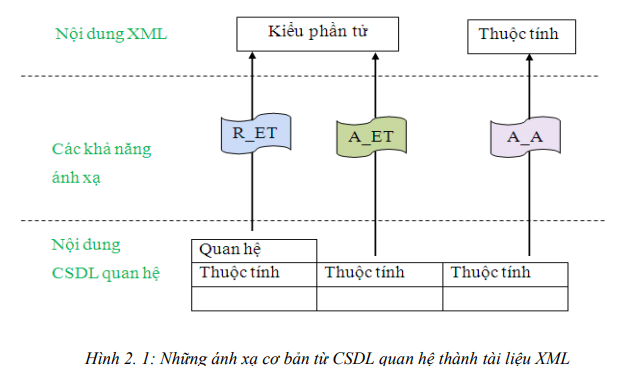 Nội dung XML
Kiểu phần tử
Thuộc tính
Các khả năng
ánh xạ
R_ET
A_ET
A_A
Nội dung
CSDL quan hệ
Quan hệ
Thuộc tính
Thuộc tính
Thuộc tính
Hình 2. 1: Những ánh xạ cơ bản từ CSDL quan hệ thành tài liệu XML